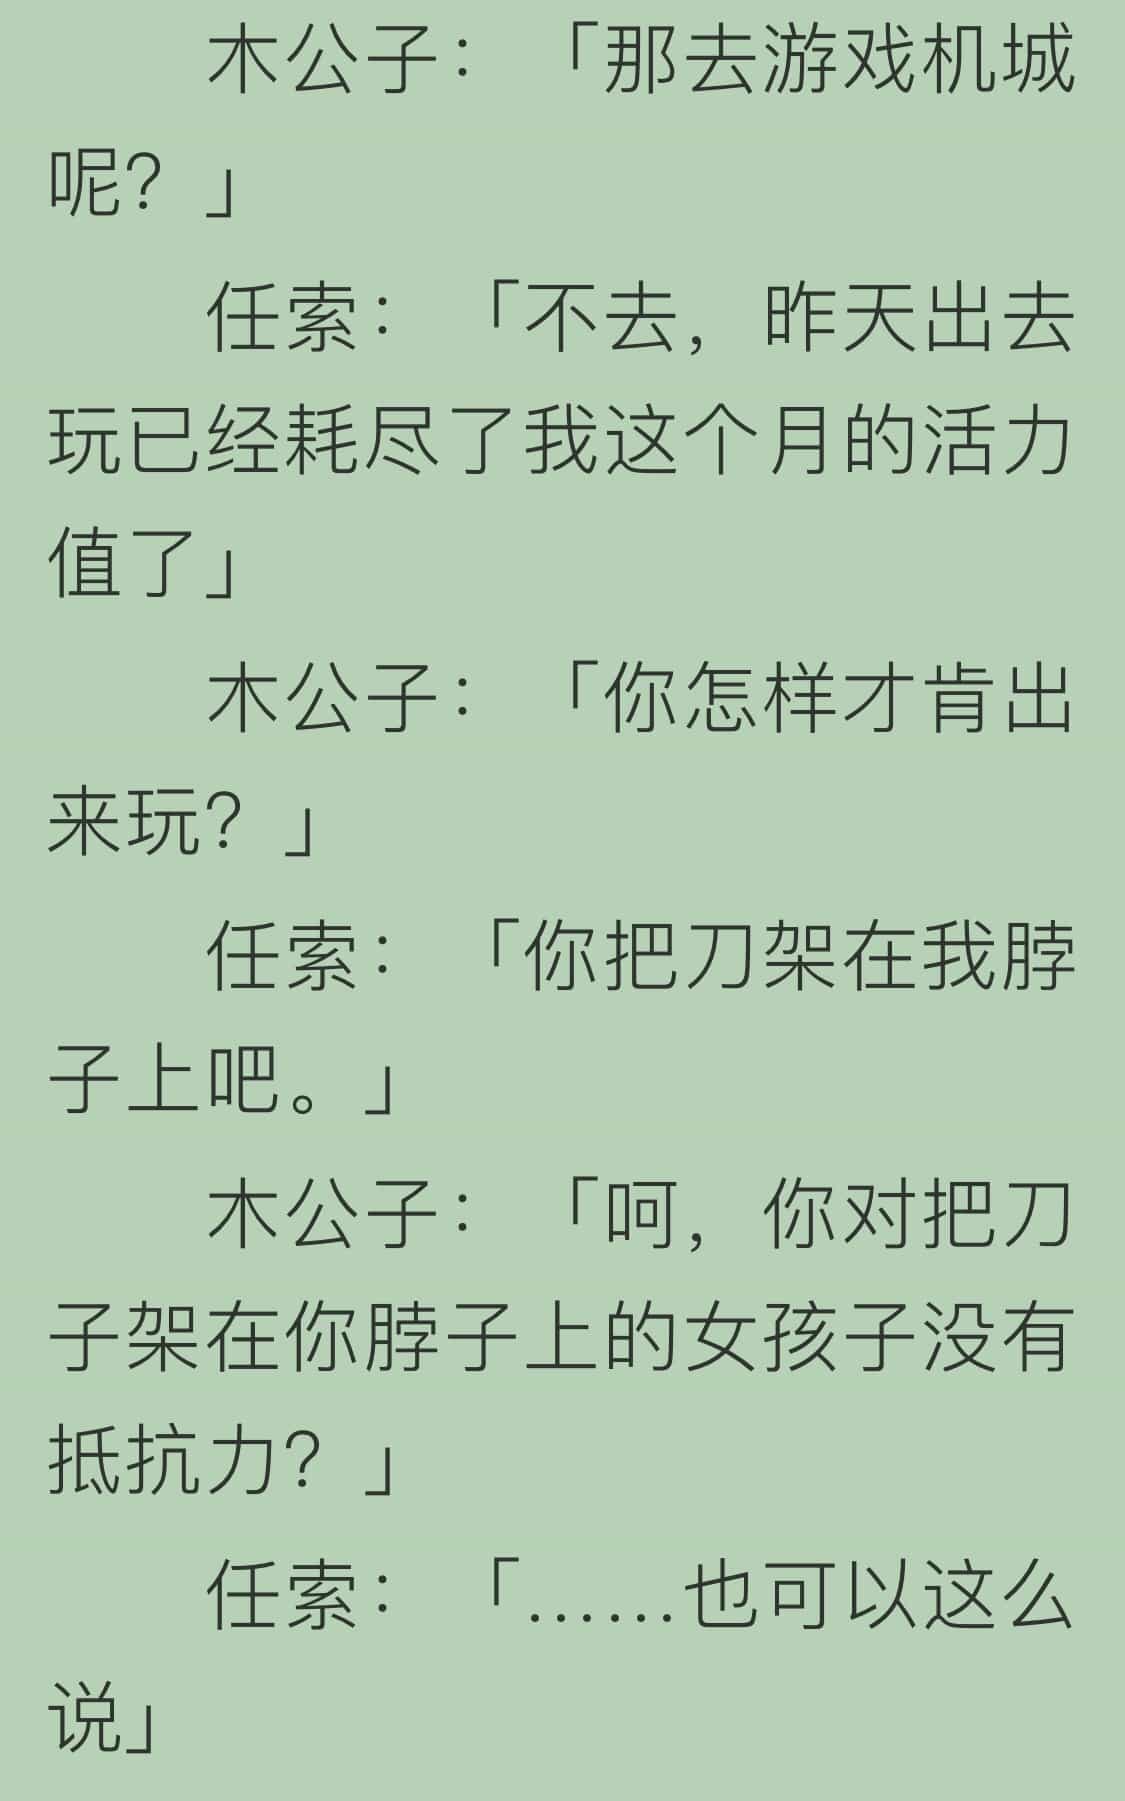 木公子：「那去游戏机城
呢？」
任索：「不去，昨天出去
玩已经耗尽了我这个月的活力
值了」
木公子：「你怎样才肯出
来玩？」
任索：「你把刀架在我脖
子上吧。」
木公子：「呵，你对把刀
子架在你脖子上的女孩子没有
抵抗力？」
任索：「……也可以这么
说」